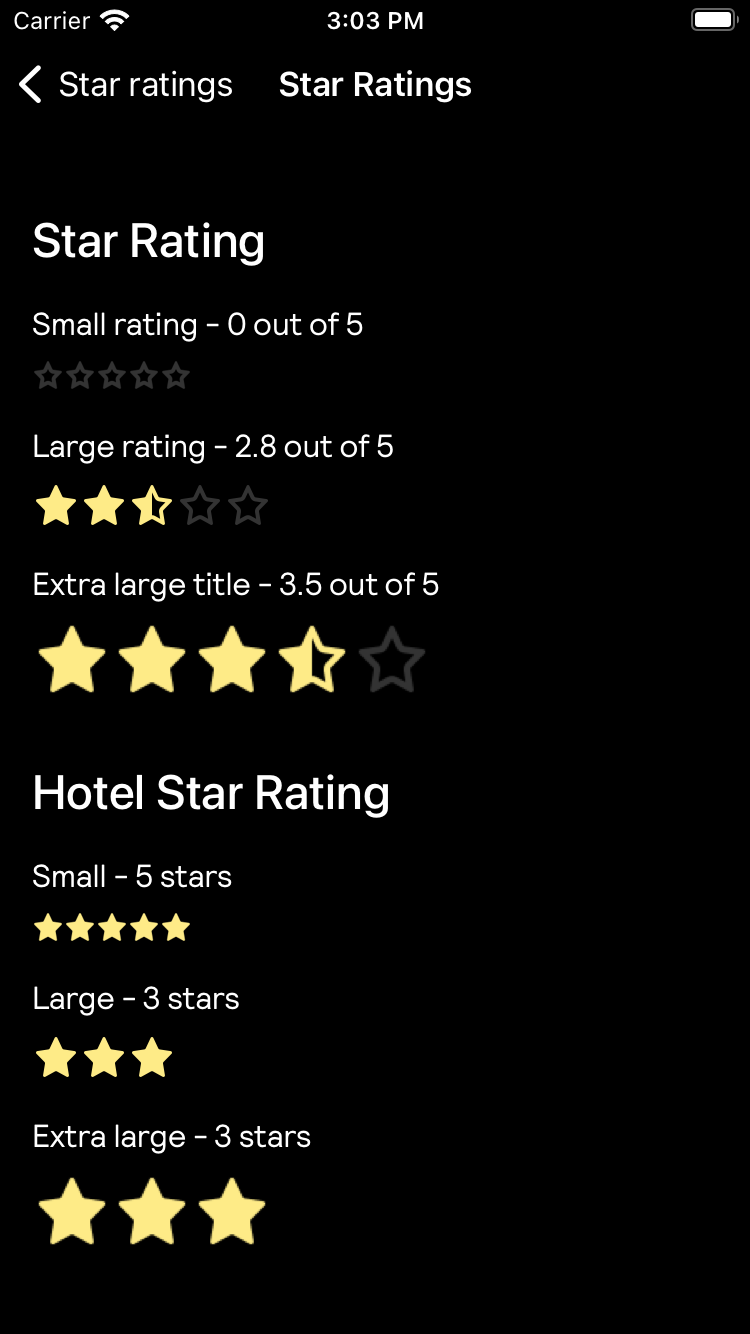 Carrier 3:03 PM
Star ratings Star Ratings
Star Rating
Small rating - 0 out of 5
Large rating - 2.8 out of 5
Extra large title - 3.5 out of 5
Hotel Star Rating
Small - 5 stars
Large - 3 stars
Extra large - 3 stars